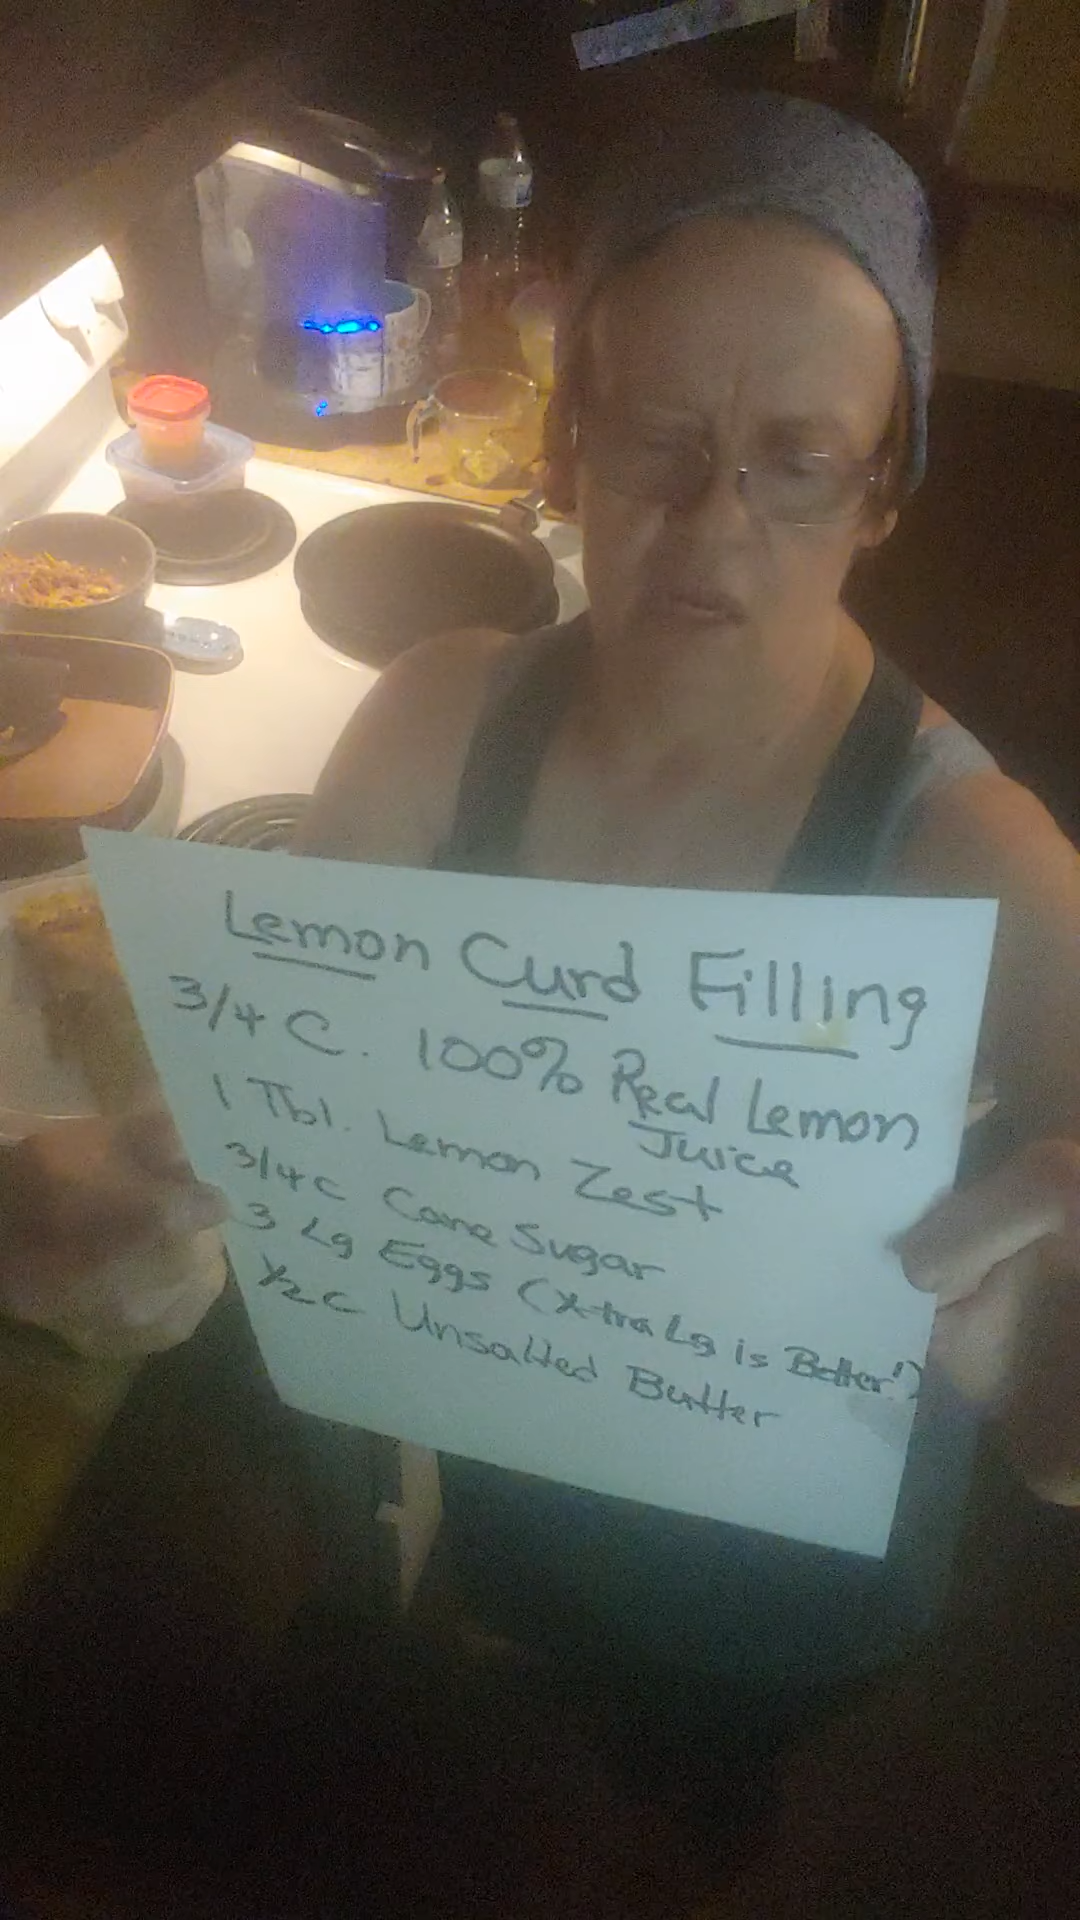 Lemon Curd Filling
3/4 C. 100% Real Lemon
Juice
1 Tbl. Lemon Zest
3/4 C Cane Sugar
3 Lg Eggs (X-tra Lg is Better!)
1/2 C Unsalted Butter